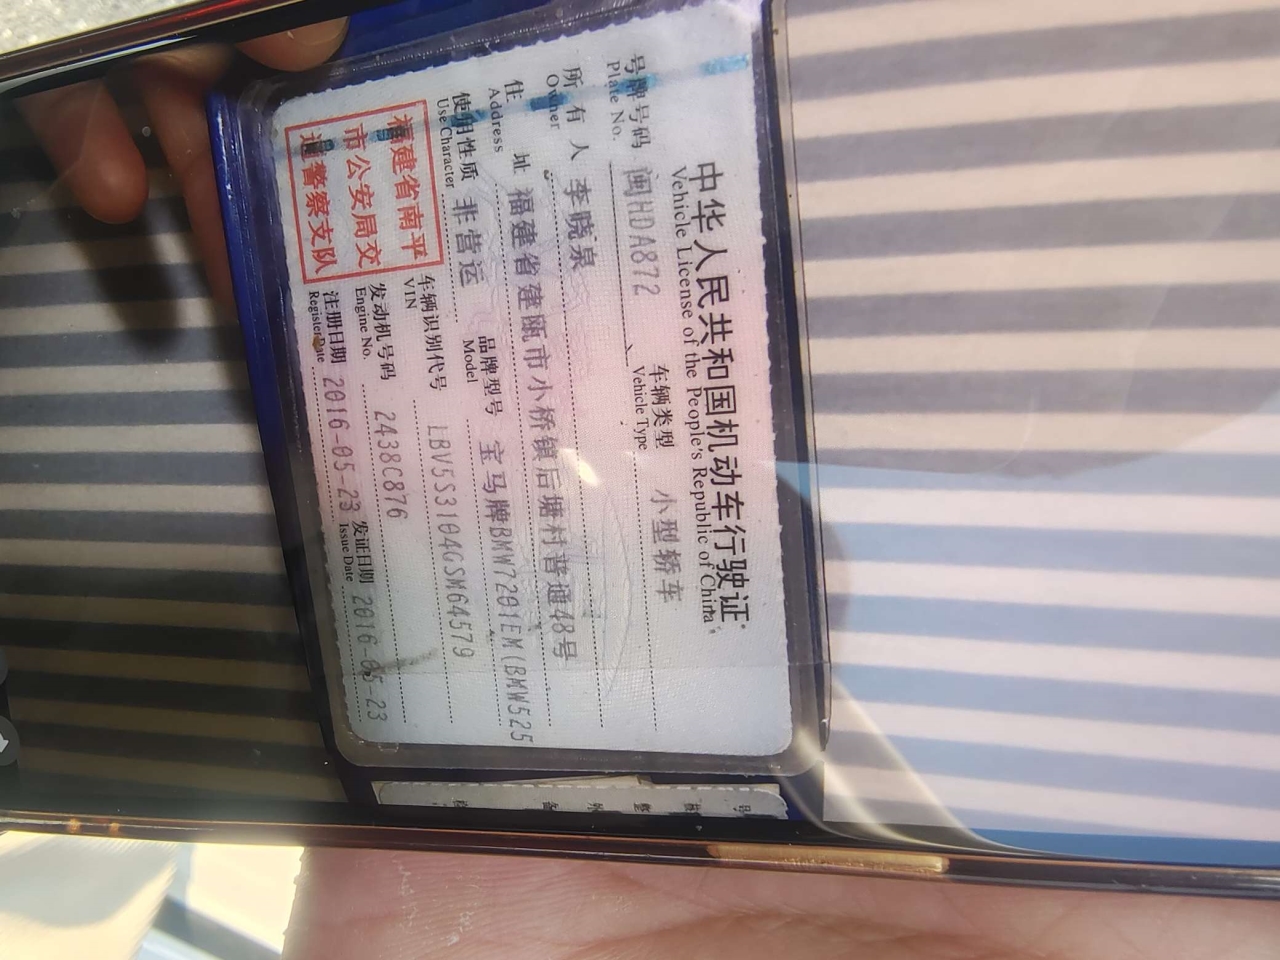 中华人民共和国机动车行驶证
Vehicle License of the People's Republic of China
号牌号码 闽HDA872 车辆类型 小型轿车
Plate No. Vehicle Type
所有人 李晓泉
Owner
住址 福建省建瓯市小桥镇后塘村普通48号
Address
使用性质 非营运 品牌型号 宝马牌BMW7201EM(BMW525
Use Character Model
福建省南平
市公安局交
通警察支队
车辆识别代号 LBV5S3104GSM64579
VIN
发动机号码 2438C876
Engine No.
注册日期 2016-05-23 发证日期 2016-05-23
Register Date Issue Date